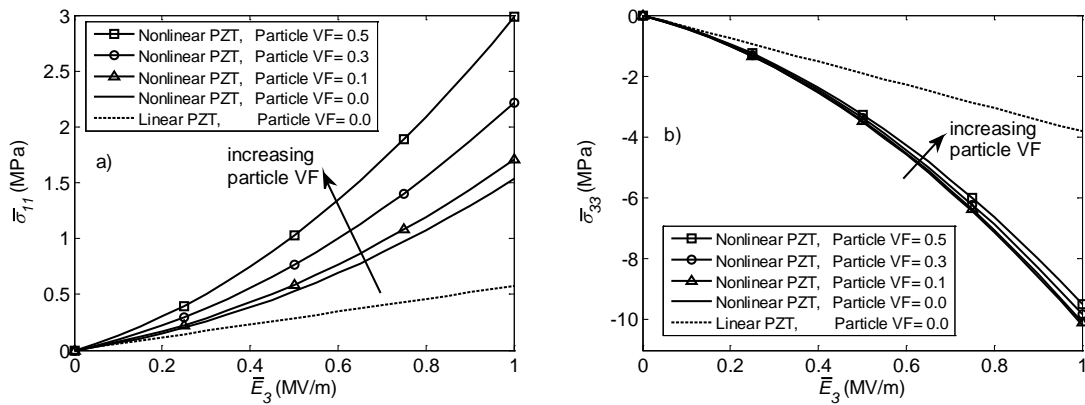 3
2.5
2
1.5
1
0.5
0
0
0.2
0.4
0.6
0.8
1
σ̅11 (MPa)
E̅3 (MV/m)
Nonlinear PZT, Particle VF= 0.5
Nonlinear PZT, Particle VF= 0.3
Nonlinear PZT, Particle VF= 0.1
Nonlinear PZT, Particle VF= 0.0
Linear PZT, Particle VF= 0.0
a)
increasing
particle VF
0
-2
-4
-6
-8
-10
0
0.2
0.4
0.6
0.8
1
σ̅33 (MPa)
E̅3 (MV/m)
b)
increasing
particle VF
Nonlinear PZT, Particle VF= 0.5
Nonlinear PZT, Particle VF= 0.3
Nonlinear PZT, Particle VF= 0.1
Nonlinear PZT, Particle VF= 0.0
Linear PZT, Particle VF= 0.0